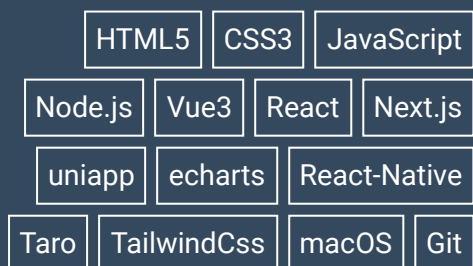 HTML5 CSS3 JavaScript
Node.js Vue3 React Next.js
uniapp echarts React-Native
Taro TailwindCss macOS Git